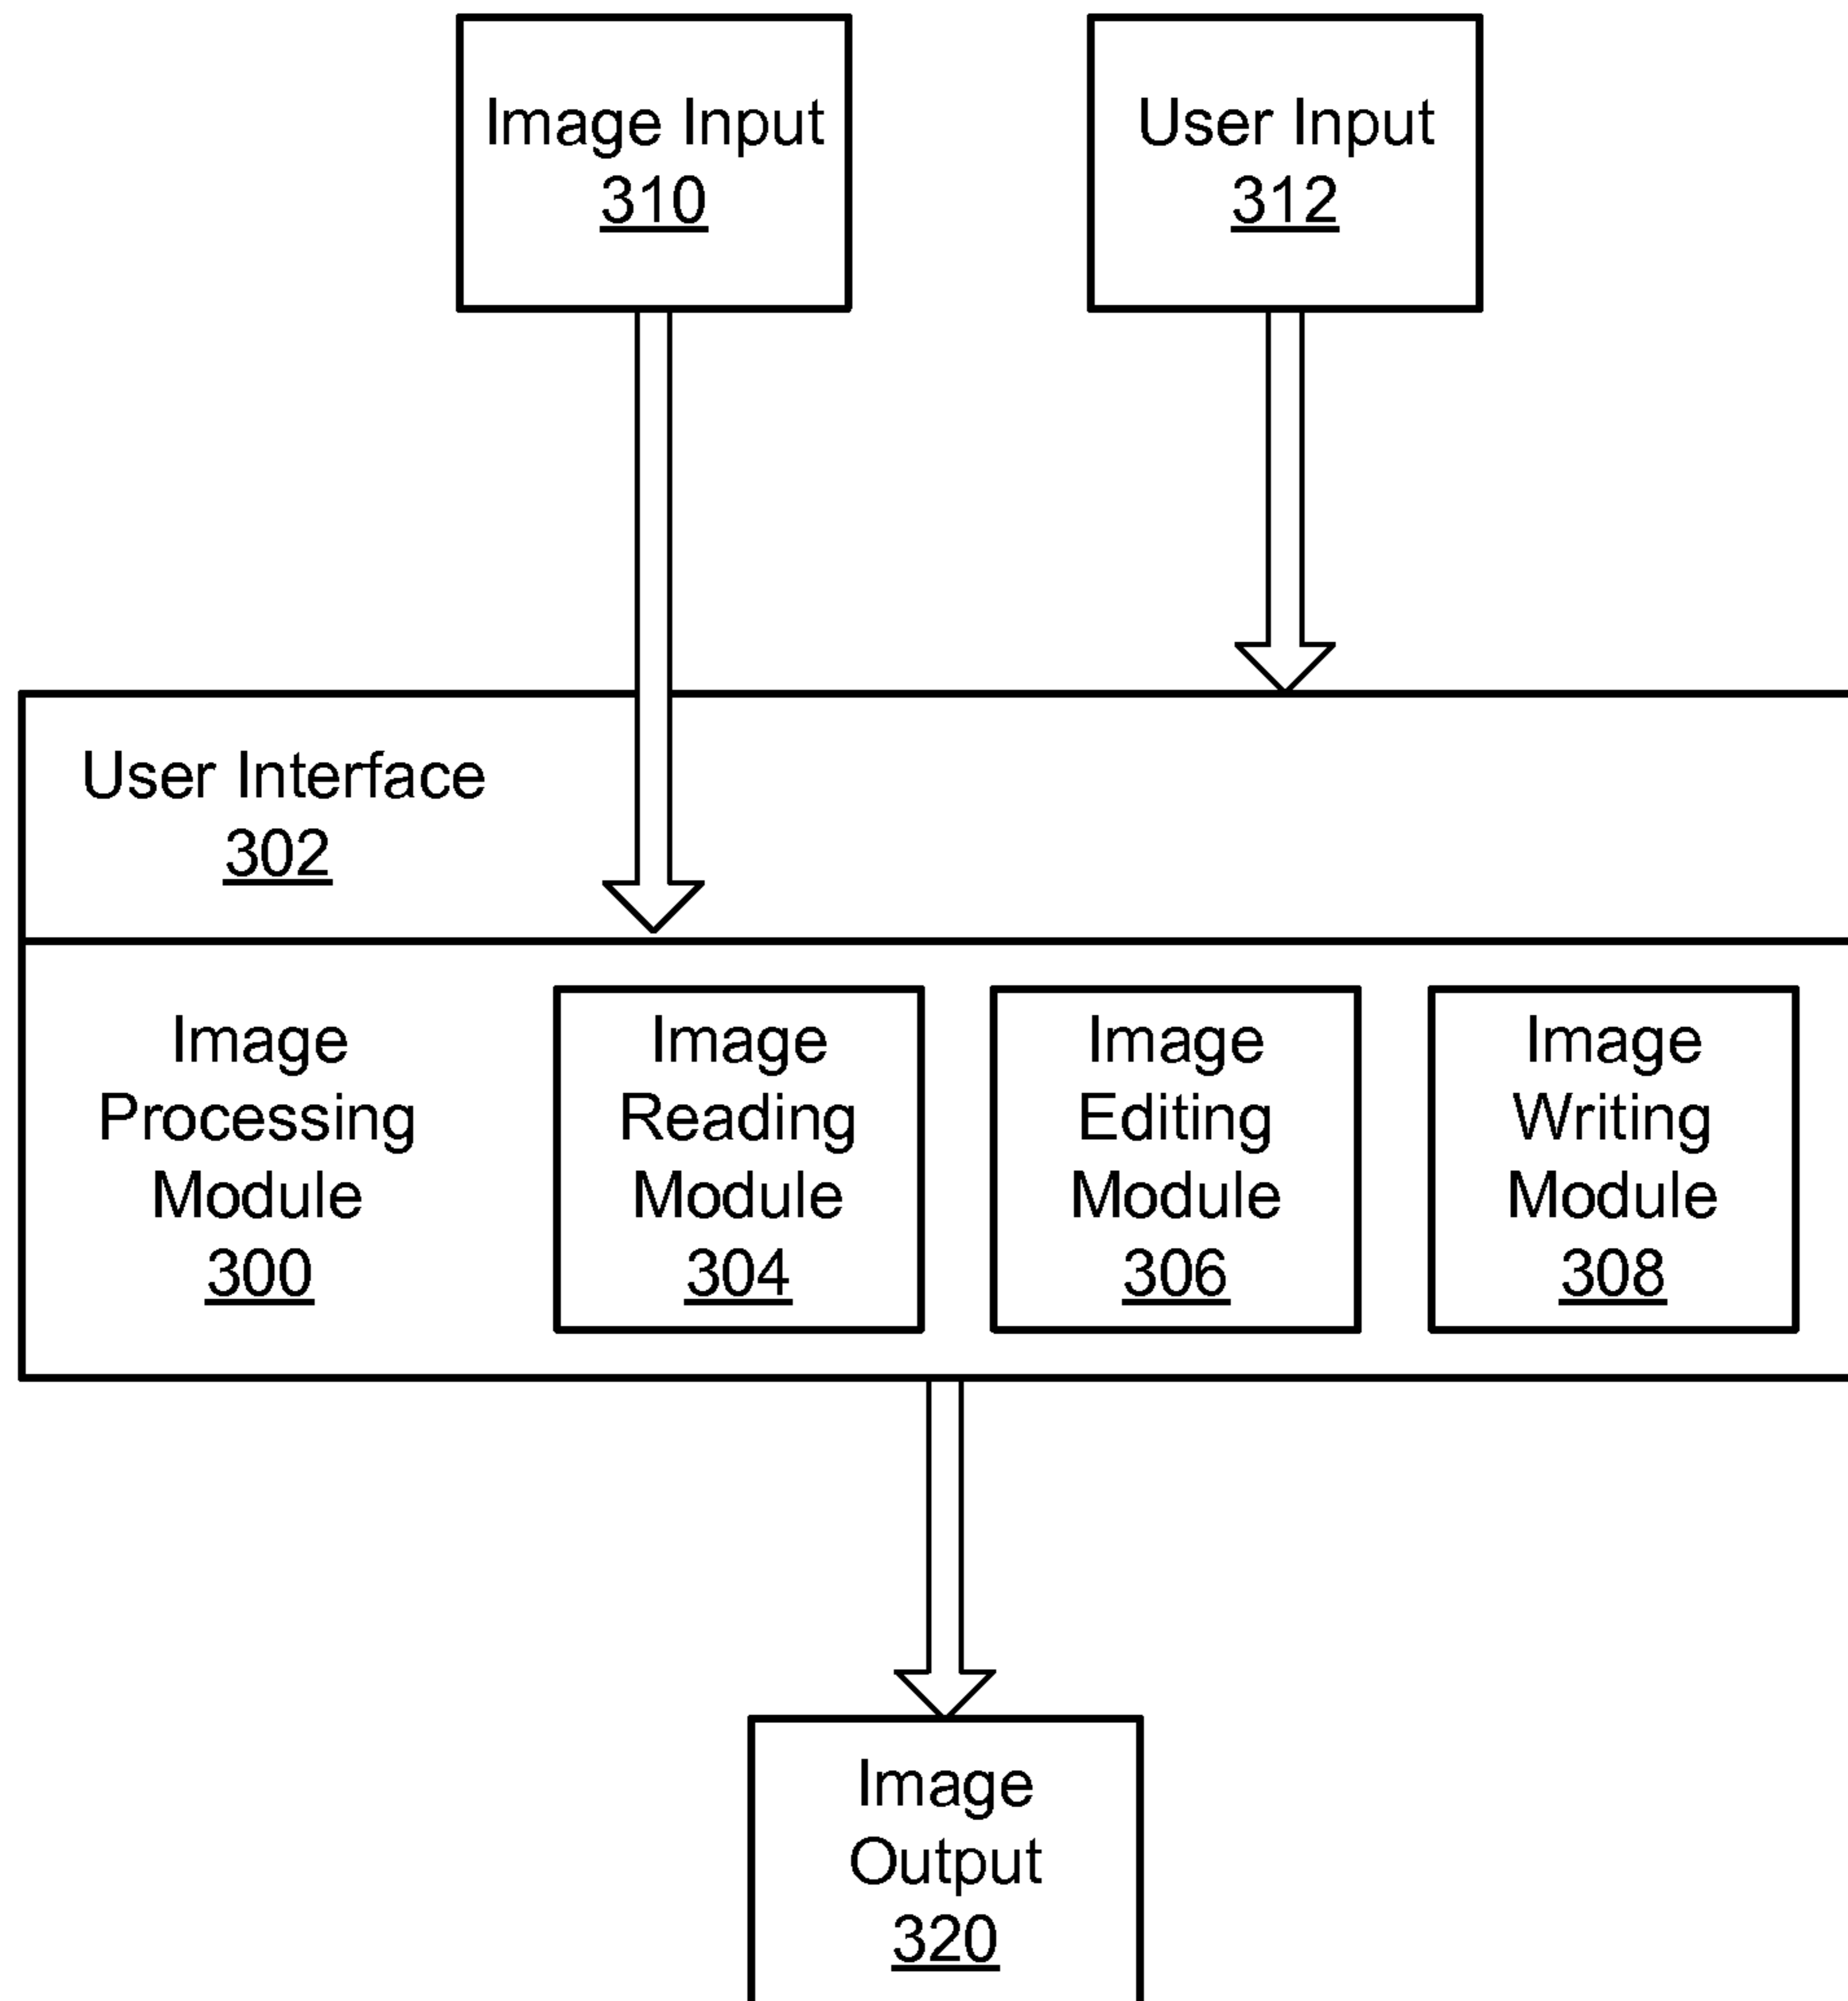 Image Input
310
User Input
312
User Interface
302
Image
Processing
Module
300
Image
Reading
Module
304
Image
Editing
Module
306
Image
Writing
Module
308
Image
Output
320